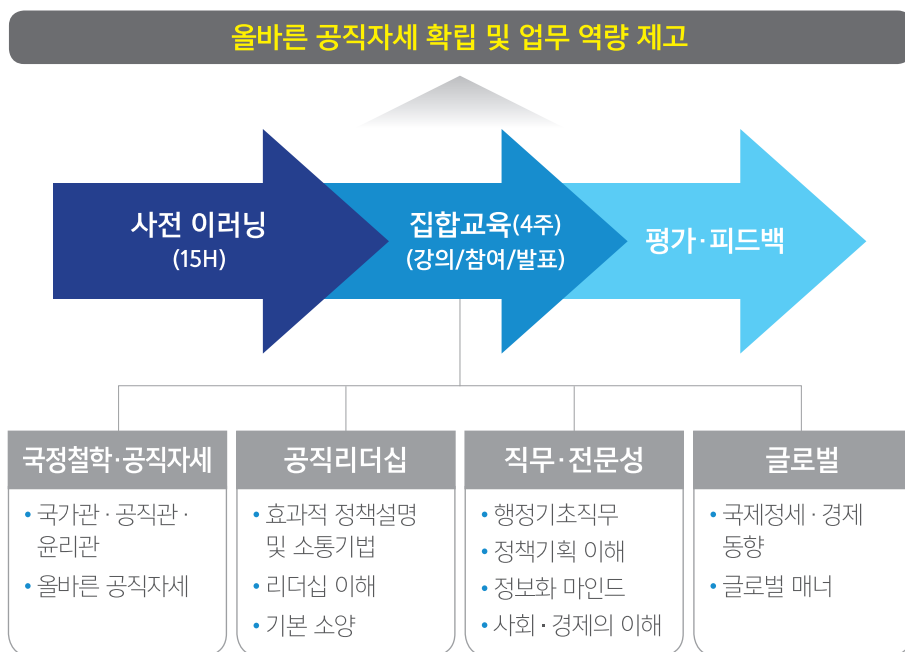 올바른 공직자세 확립 및 업무 역량 제고
사전 이러닝
(15H)
집합교육(4주)
(강의/참여/발표)
평가·피드백
국정철학·공직자세
• 국가관 · 공직관 ·
윤리관
• 올바른 공직자세
공직리더십
• 효과적 정책설명
및 소통기법
• 리더십 이해
• 기본 소양
직무·전문성
• 행정기초직무
• 정책기획 이해
• 정보화 마인드
• 사회 · 경제의 이해
글로벌
• 국제정세 · 경제
동향
• 글로벌 매너